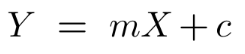 Y = mX + c